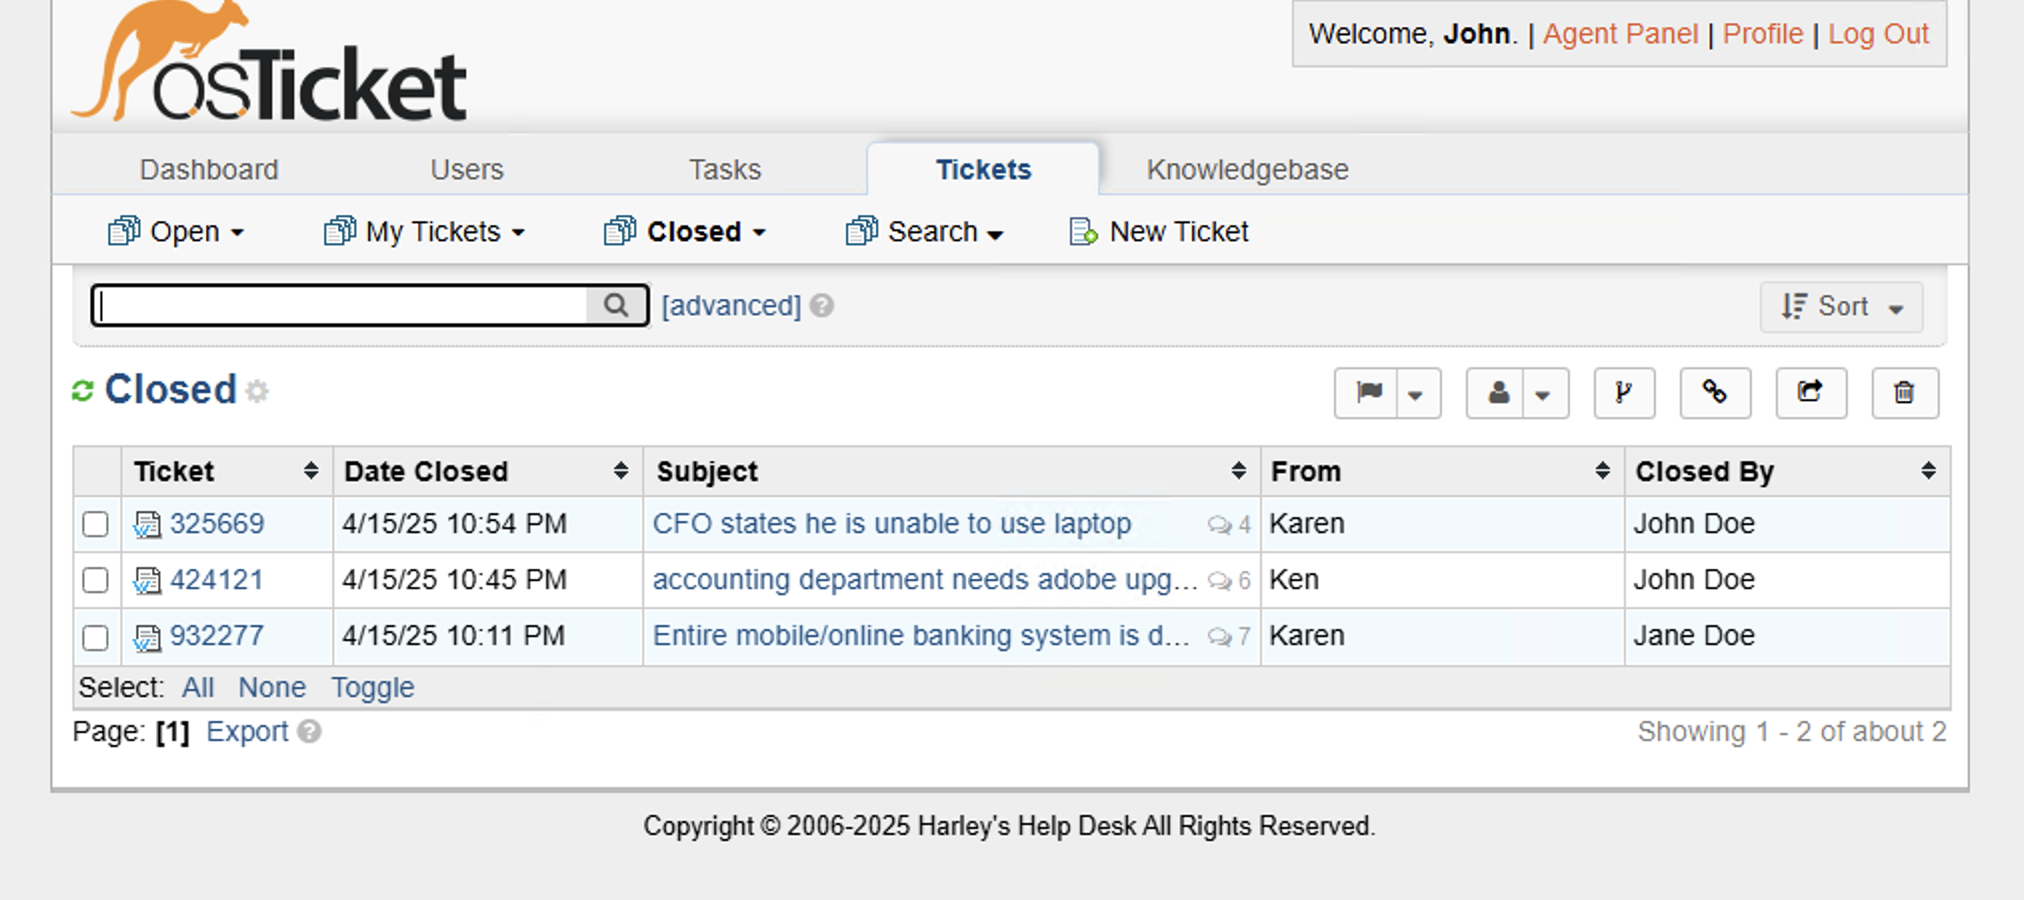 osTicket
Welcome, John. | Agent Panel | Profile | Log Out
Dashboard Users Tasks Tickets Knowledgebase
Open My Tickets Closed Search New Ticket
[advanced] ? Sort
Closed
Ticket Date Closed Subject From Closed By
325669 4/15/25 10:54 PM CFO states he is unable to use laptop 4 Karen John Doe
424121 4/15/25 10:45 PM accounting department needs adobe upg... 6 Ken John Doe
932277 4/15/25 10:11 PM Entire mobile/online banking system is d... 7 Karen Jane Doe
Select: All None Toggle
Page: [1] Export ? Showing 1 - 2 of about 2
Copyright © 2006-2025 Harley's Help Desk All Rights Reserved.